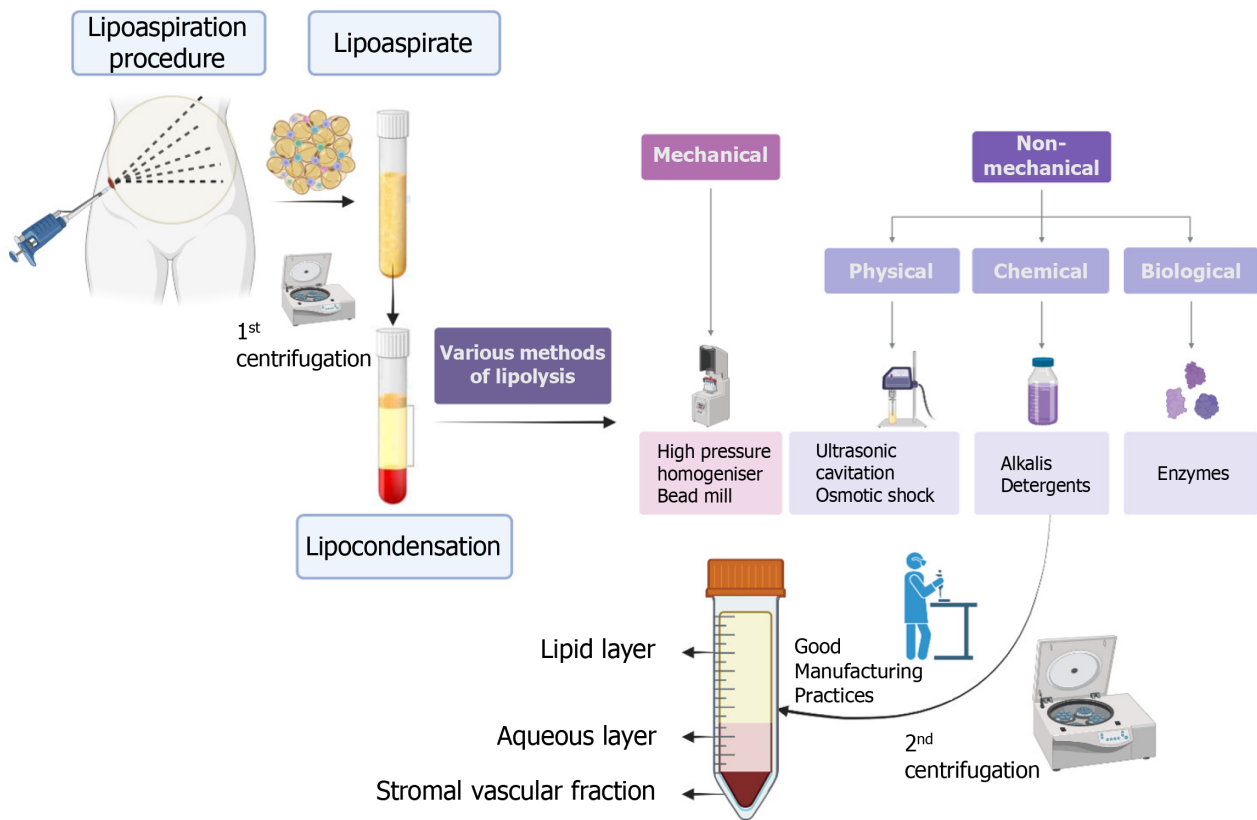 Lipoaspiration
procedure
Lipoaspirate
1st
centrifugation
Various methods
of lipolysis
Lipocondensation
Mechanical
Non-
mechanical
Physical
Chemical
Biological
High pressure
homogeniser
Bead mill
Ultrasonic
cavitation
Osmotic shock
Alkalis
Detergents
Enzymes
Lipid layer
Aqueous layer
Stromal vascular fraction
Good
Manufacturing
Practices
2nd
centrifugation